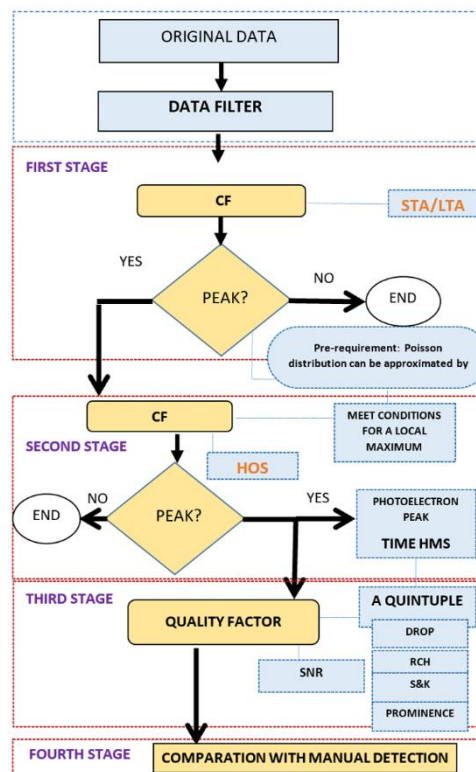 ORIGINAL DATA
DATA FILTER
FIRST STAGE
CF
STA/LTA
YES
NO
PEAK?
END
Pre-requirement: Poisson
distribution can be approximated by
CF
MEET CONDITIONS
FOR A LOCAL
MAXIMUM
SECOND STAGE
HOS
NO
YES
END
PEAK?
PHOTOELECTRON
PEAK
TIME HMS
THIRD STAGE
A QUINTUPLE
QUALITY FACTOR
DROP
SNR
RCH
S&K
PROMINENCE
FOURTH STAGE
COMPARATION WITH MANUAL DETECTION